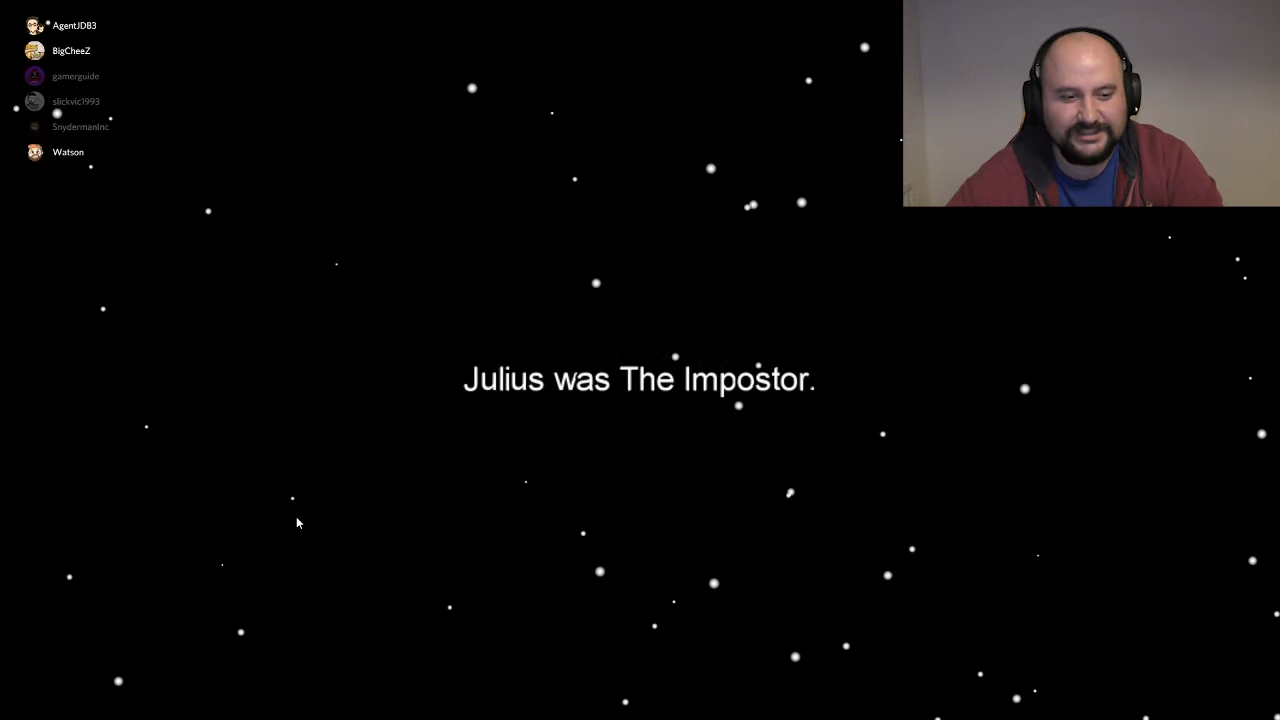 AgentJDB3
BigCheeZ
gamerguide
slickvic1993
SnydermanInc
Watson
Julius was The Impostor.